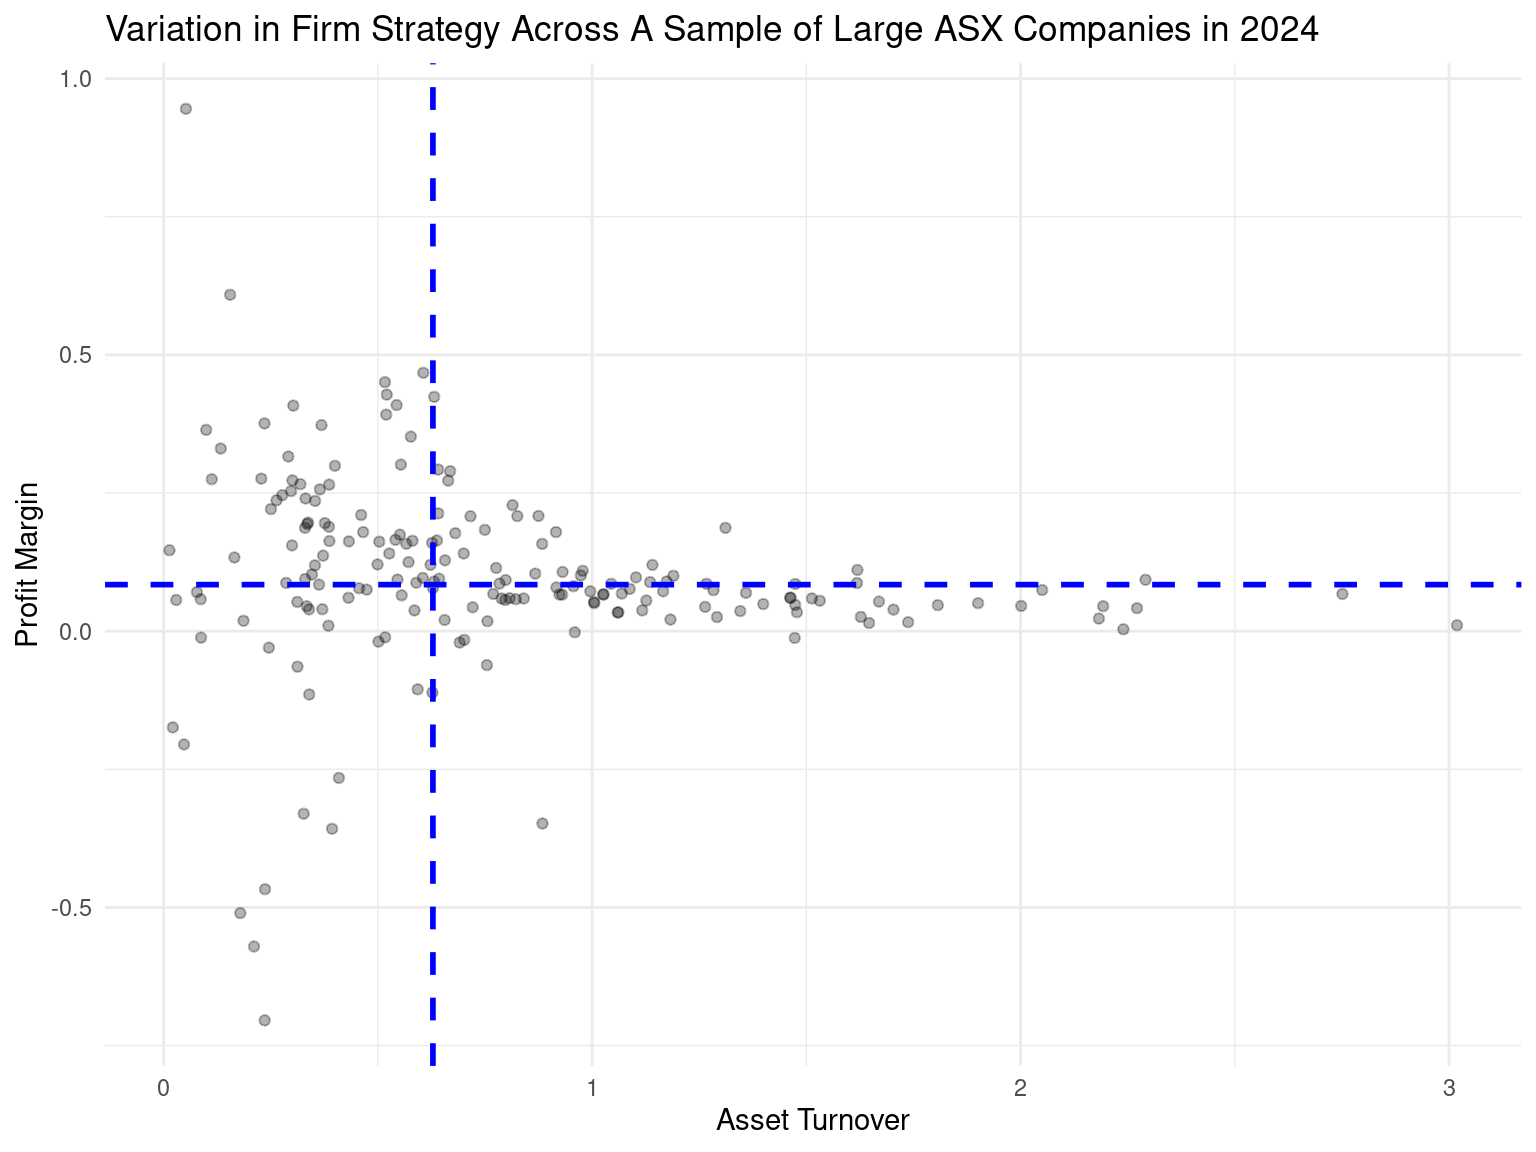 Variation in Firm Strategy Across A Sample of Large ASX Companies in 2024
1.0
0.5
0.0
-0.5
Profit Margin
0
1
2
3
Asset Turnover